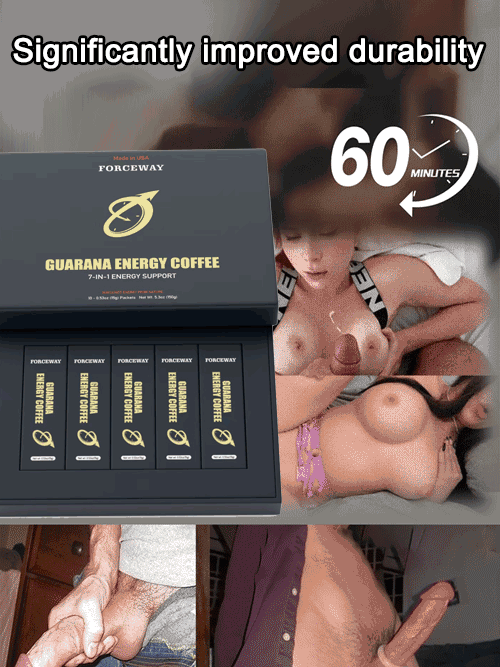 Significantly improved durability
60
MINUTES
Made in USA
FORCEWAY
GUARANA ENERGY COFFEE
7-IN-1 ENERGY SUPPORT
FORCEWAY
GUARANA
ENERGY COFFEE
FORCEWAY
GUARANA
ENERGY COFFEE
FORCEWAY
GUARANA
ENERGY COFFEE
FORCEWAY
GUARANA
ENERGY COFFEE
FORCEWAY
GUARANA
ENERGY COFFEE